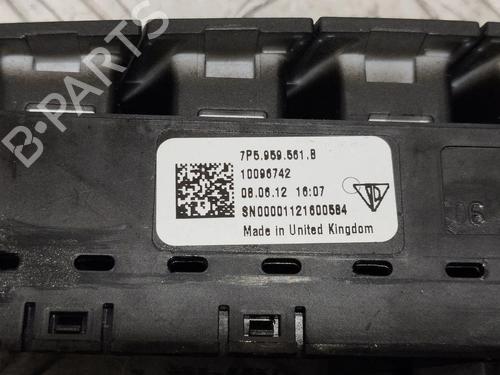 B-PARTS
7P5.959.561.B
10096742
08.06.12 16:07
SN00001121600584
Made in United Kingdom